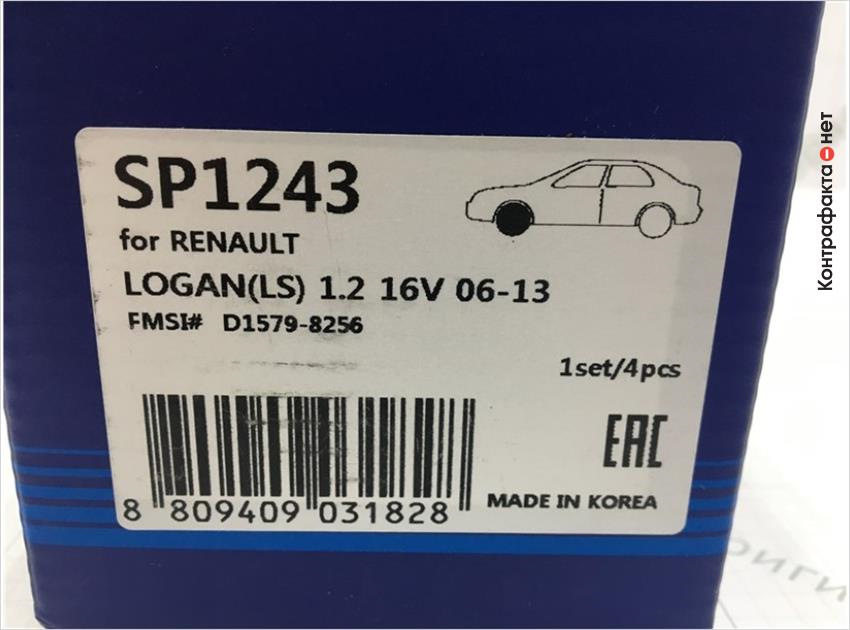 SP1243
for RENAULT
LOGAN(LS) 1.2 16V 06-13
FMSI# D1579-8256
1set/4pcs
EAC
8 809409 031828
MADE IN KOREA
Контрафакта нет